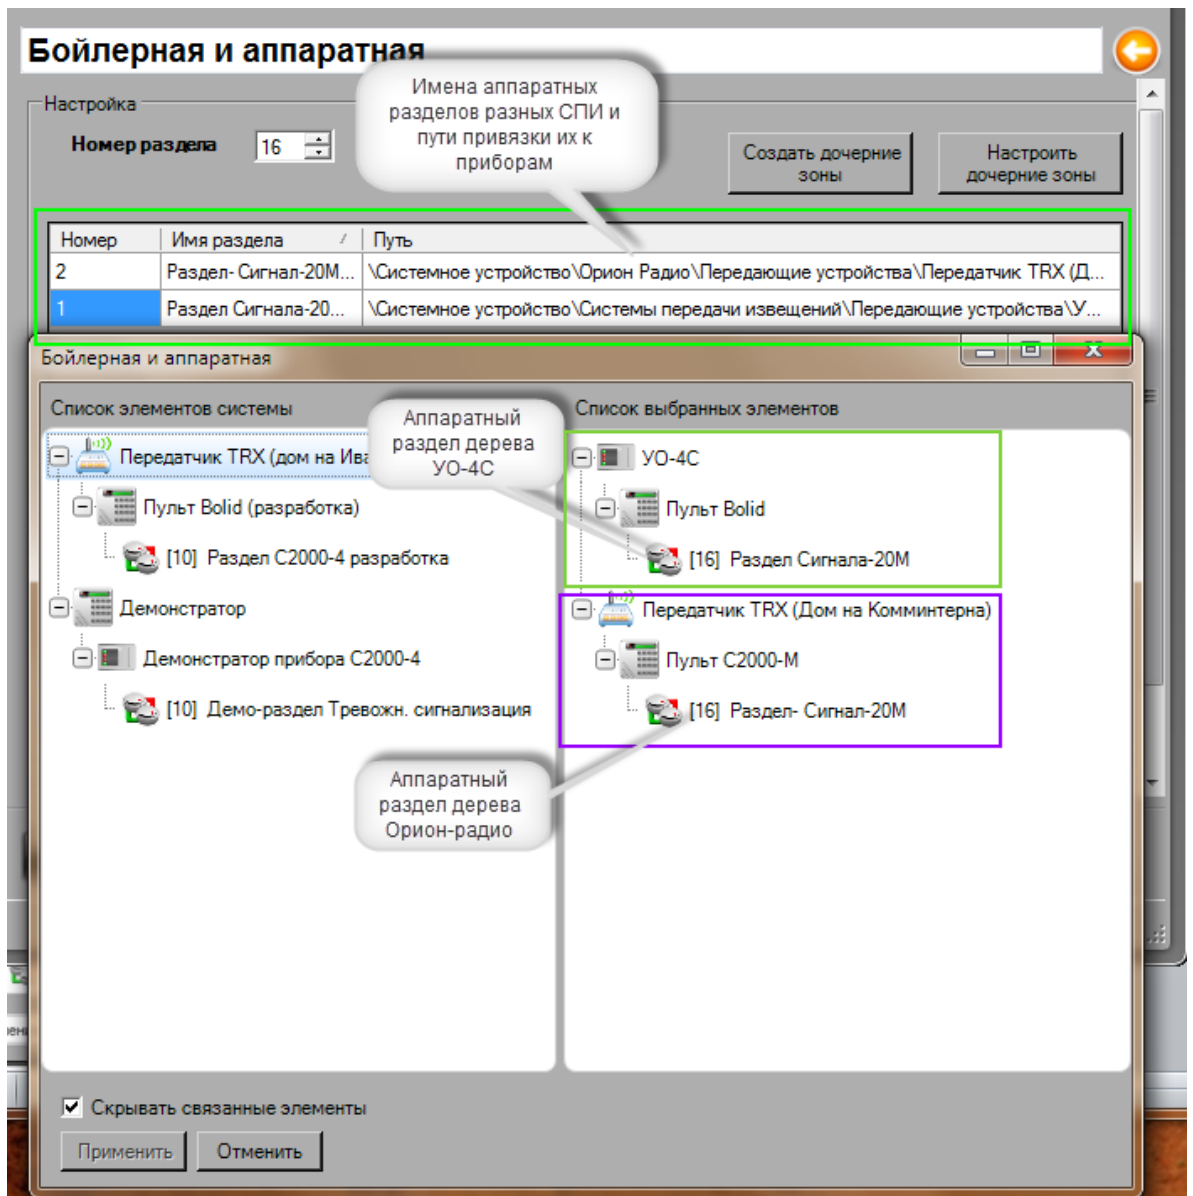 Бойлерная и аппаратная
Имена аппаратных
разделов разных СПИ и
пути привязки их к
приборам
Настройка
Номер раздела
16
Создать дочерние
зоны
Настроить
дочерние зоны
Номер Имя раздела Путь
2 Раздел- Сигнал-20М... \Системное устройство\Орион Радио\Передающие устройства\Передатчик TRX (Д...
1 Раздел Сигнала-20... \Системное устройство\Системы передачи извещений\Передающие устройства\У...
Бойлерная и аппаратная
Список элементов системы
Передатчик TRX (дом на Ива
Пульт Bolid (разработка)
[10] Раздел С2000-4 разработка
Демонстратор
Демонстратор прибора С2000-4
[10] Демо-раздел Тревожн. сигнализация
Аппаратный
раздел дерева
УО-4С
Список выбранных элементов
УО-4С
Пульт Bolid
[16] Раздел Сигнала-20М
Передатчик TRX (Дом на Комминтерна)
Пульт С2000-М
[16] Раздел- Сигнал-20М
Аппаратный
раздел дерева
Орион-радио
Скрывать связанные элементы
Применить
Отменить